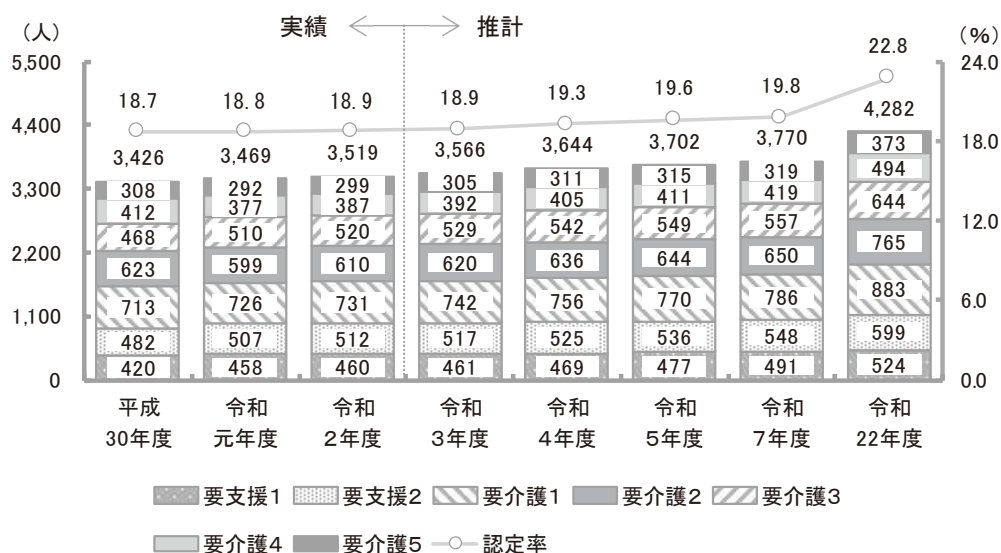 実績 推計
(人) (%)
5,500 24.0
4,400 18.0
3,300 12.0
2,200 6.0
1,100 0.0
0
18.7 18.8 18.9 18.9 19.3 19.6 19.8 22.8
3,426 3,469 3,519 3,566 3,644 3,702 3,770 4,282
308 292 299 305 311 315 319 373
412 377 387 392 405 411 419 494
468 510 520 529 542 549 557 644
623 599 610 620 636 644 650 765
713 726 731 742 756 770 786 883
482 507 512 517 525 536 548 599
420 458 460 461 469 477 491 524
平成 令和 令和 令和 令和 令和 令和 令和
30年度 元年度 2年度 3年度 4年度 5年度 7年度 22年度
要支援1 要支援2 要介護1 要介護2 要介護3
要介護4 要介護5 認定率